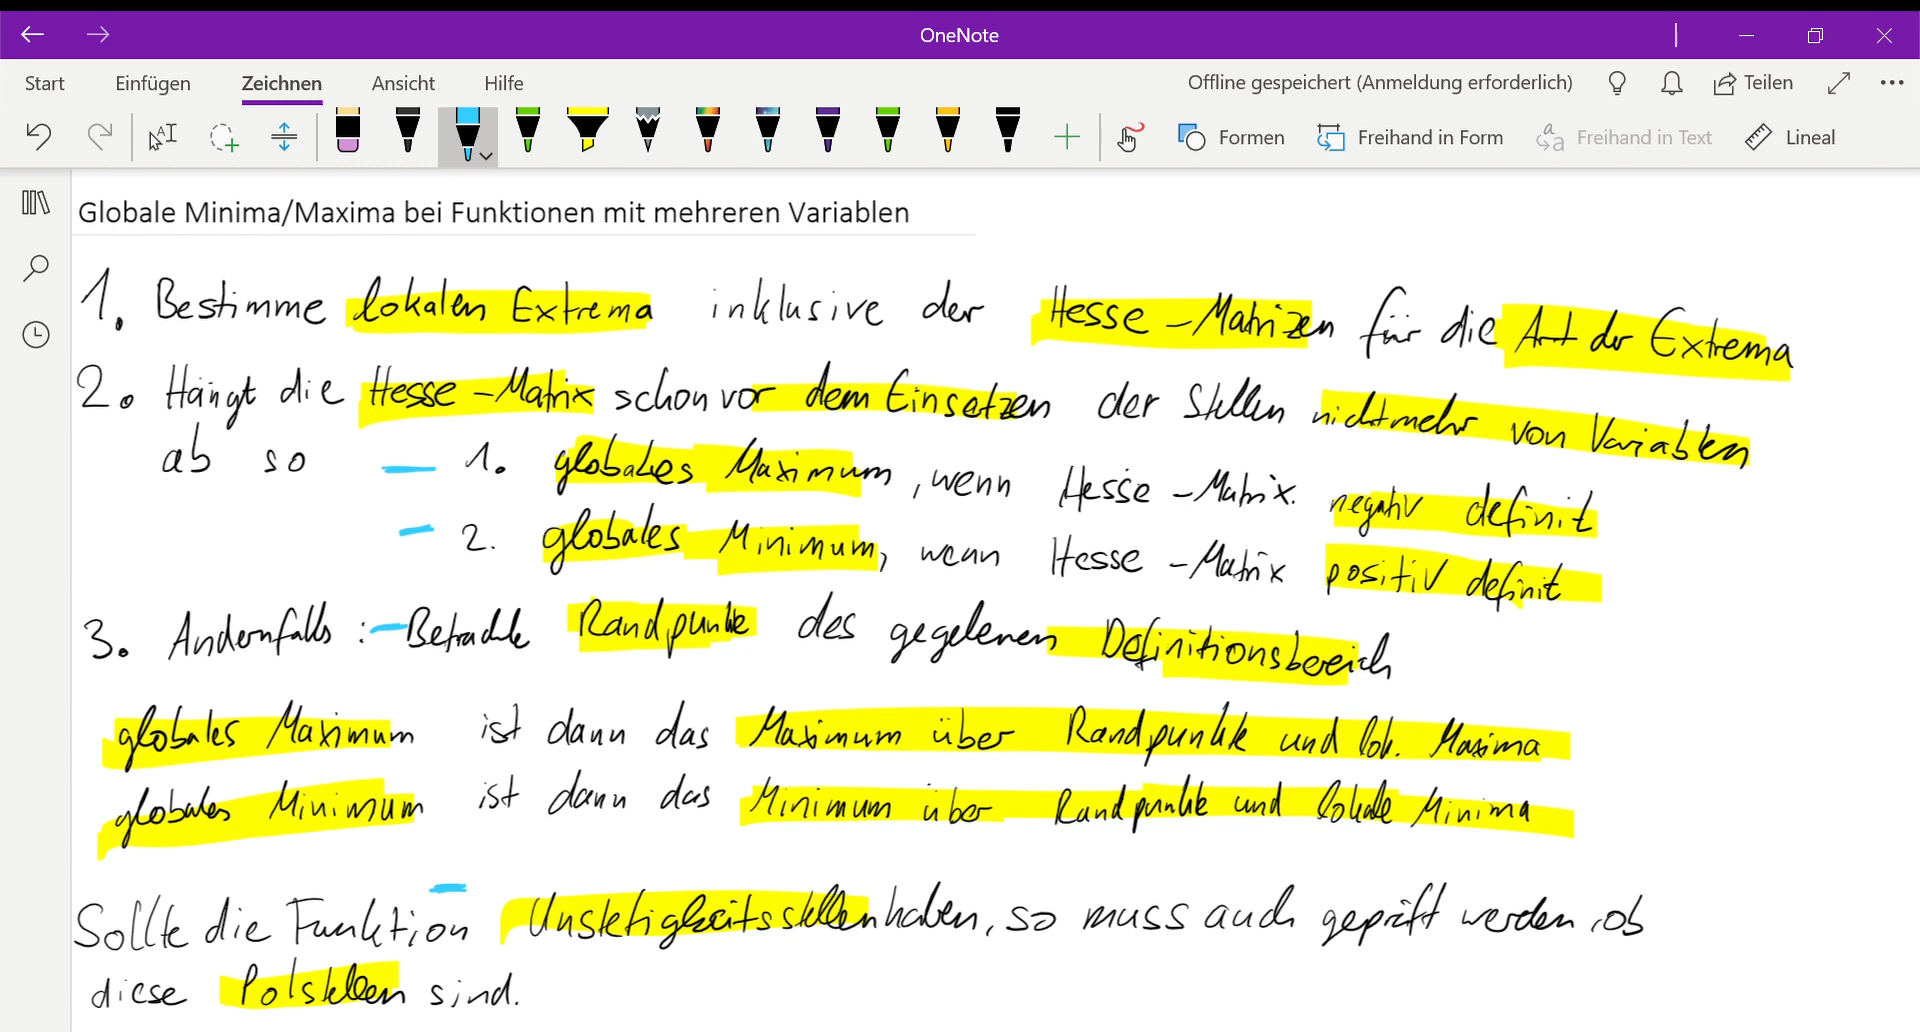 OneNote
Start Einfügen Zeichnen Ansicht Hilfe Offline gespeichert (Anmeldung erforderlich) Teilen
Formen Freihand in Form Freihand in Text Lineal
Globale Minima/Maxima bei Funktionen mit mehreren Variablen
1. Bestimme lokalen Extrema inklusive der Hesse-Matrizen für die Art der Extrema
2. Hängt die Hesse-Matrix schon vor dem Einsetzen der Stellen nicht mehr von Variablen
ab so – 1. globales Maximum, wenn Hesse-Matrix negativ definit
– 2. globales Minimum, wenn Hesse-Matrix positiv definit
3. Andernfalls: – Betrachte Randpunkte des gegebenen Definitionsbereich
globales Maximum ist dann das Maximum über Randpunkte und lok. Maxima
globales Minimum ist dann das Minimum über Randpunkte und lokale Minima
Sollte die Funktion Unstetigkeitsstellen haben, so muss auch geprüft werden, ob
diese Polstellen sind.